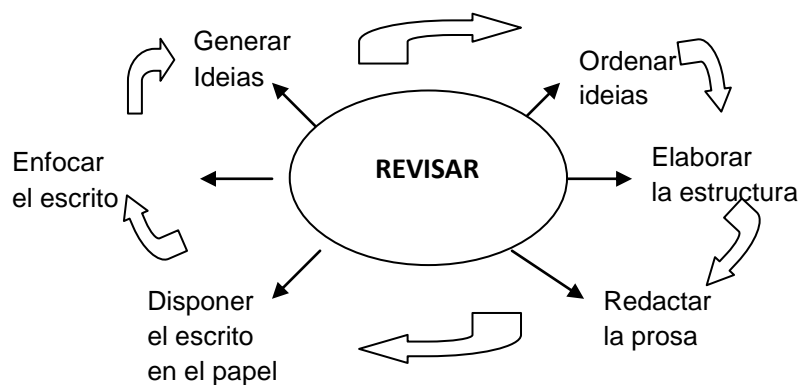 Generar
Ideias
Ordenar
ideias
REVISAR
Enfocar
el escrito
Elaborar
la estructura
Disponer
el escrito
en el papel
Redactar
la prosa